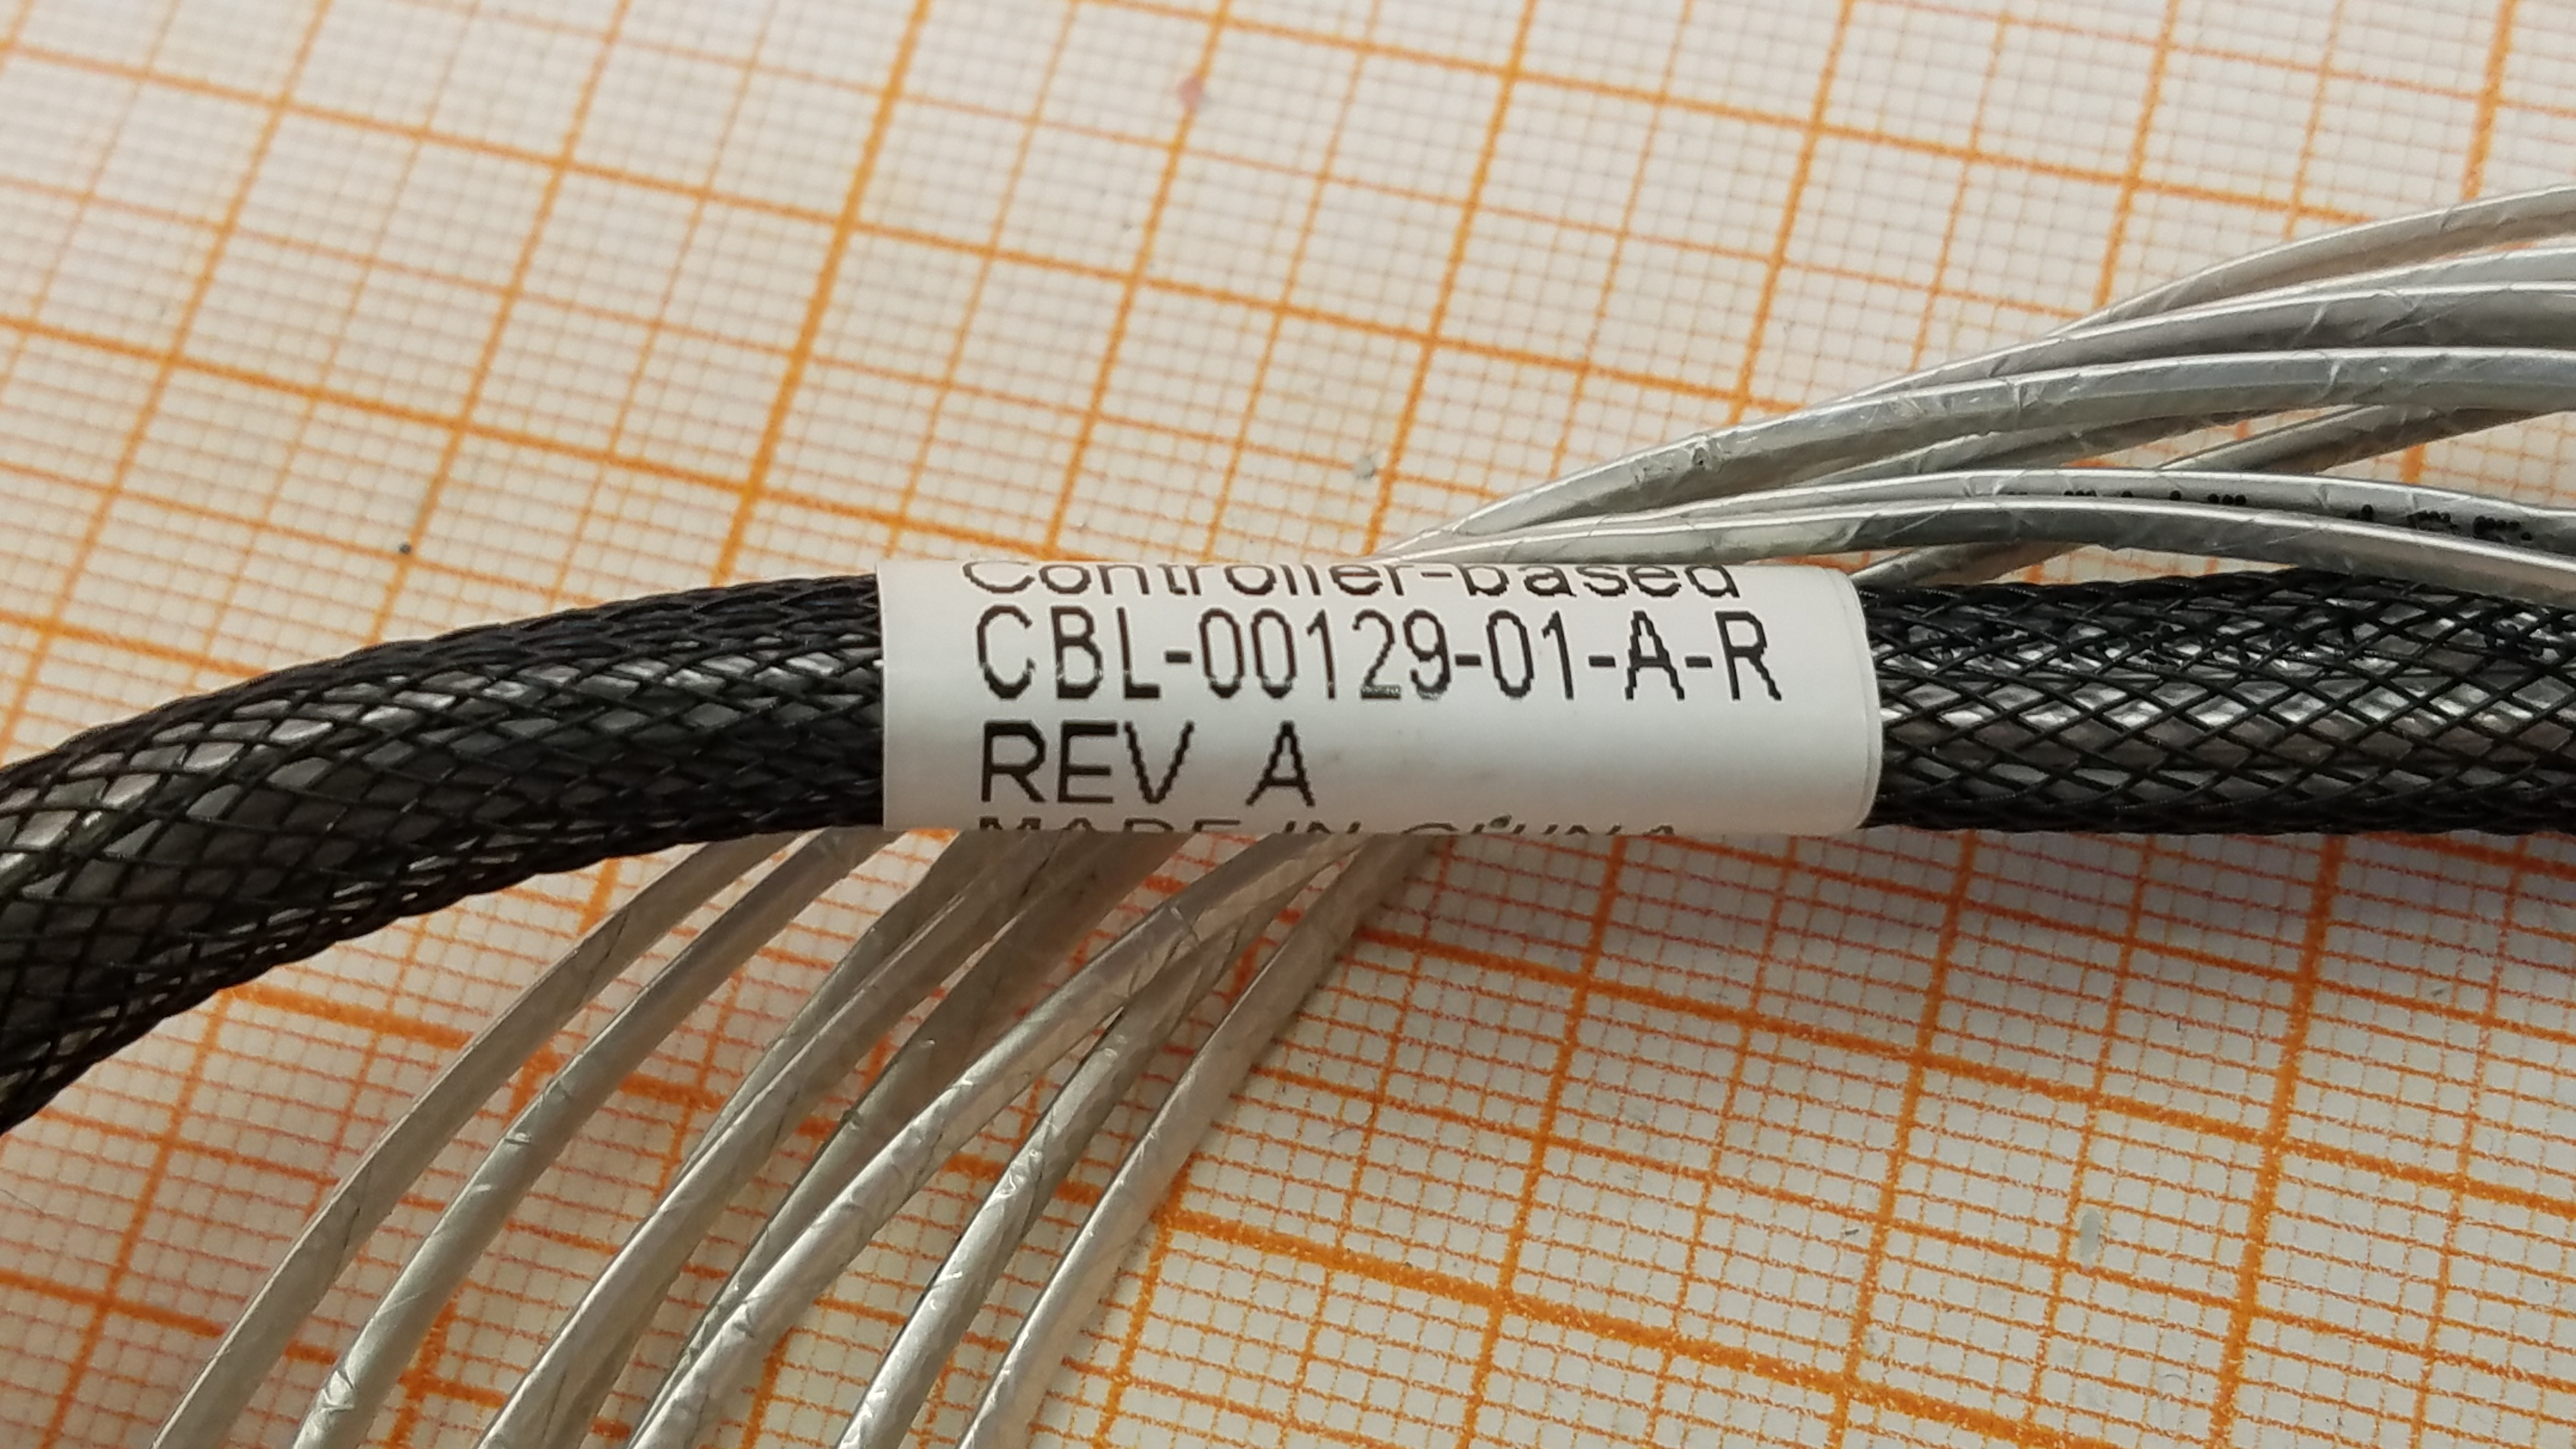 Controller-based
CBL-00129-01-A-R
REV A
MADE IN CHINA